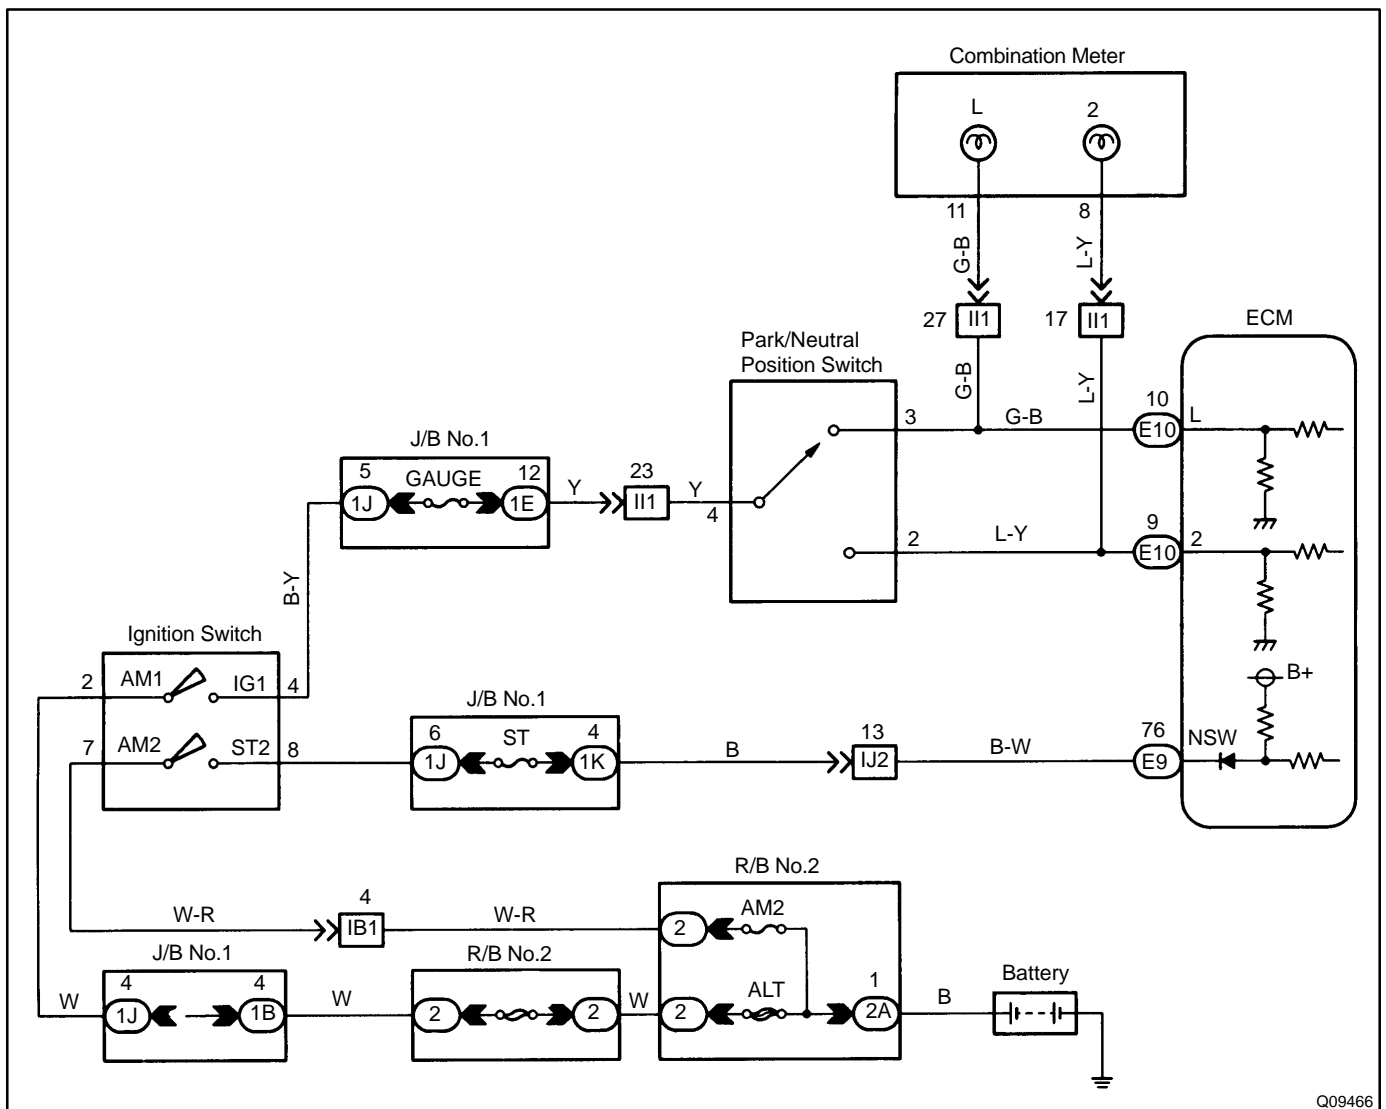 Combination Meter
L 2
11 8
G-B L-Y
27 II1 17 II1
ECM
Park/Neutral
Position Switch
G-B L-Y
3 G-B 10 E10 L
J/B No.1
5 GAUGE 12 23
1J 1E Y II1 Y 4
2 L-Y 9 E10 2
B-Y
Ignition Switch
2 AM1 IG1 4
B+
J/B No.1
7 AM2 ST2 8
6 ST 4 13 76 NSW
1J 1K B IJ2 B-W E9
R/B No.2
4 AM2
W-R IB1 W-R 2
J/B No.1 R/B No.2
4 4 ALT 1 Battery
W 1J 1B W 2 2 W 2 2A B
Q09466